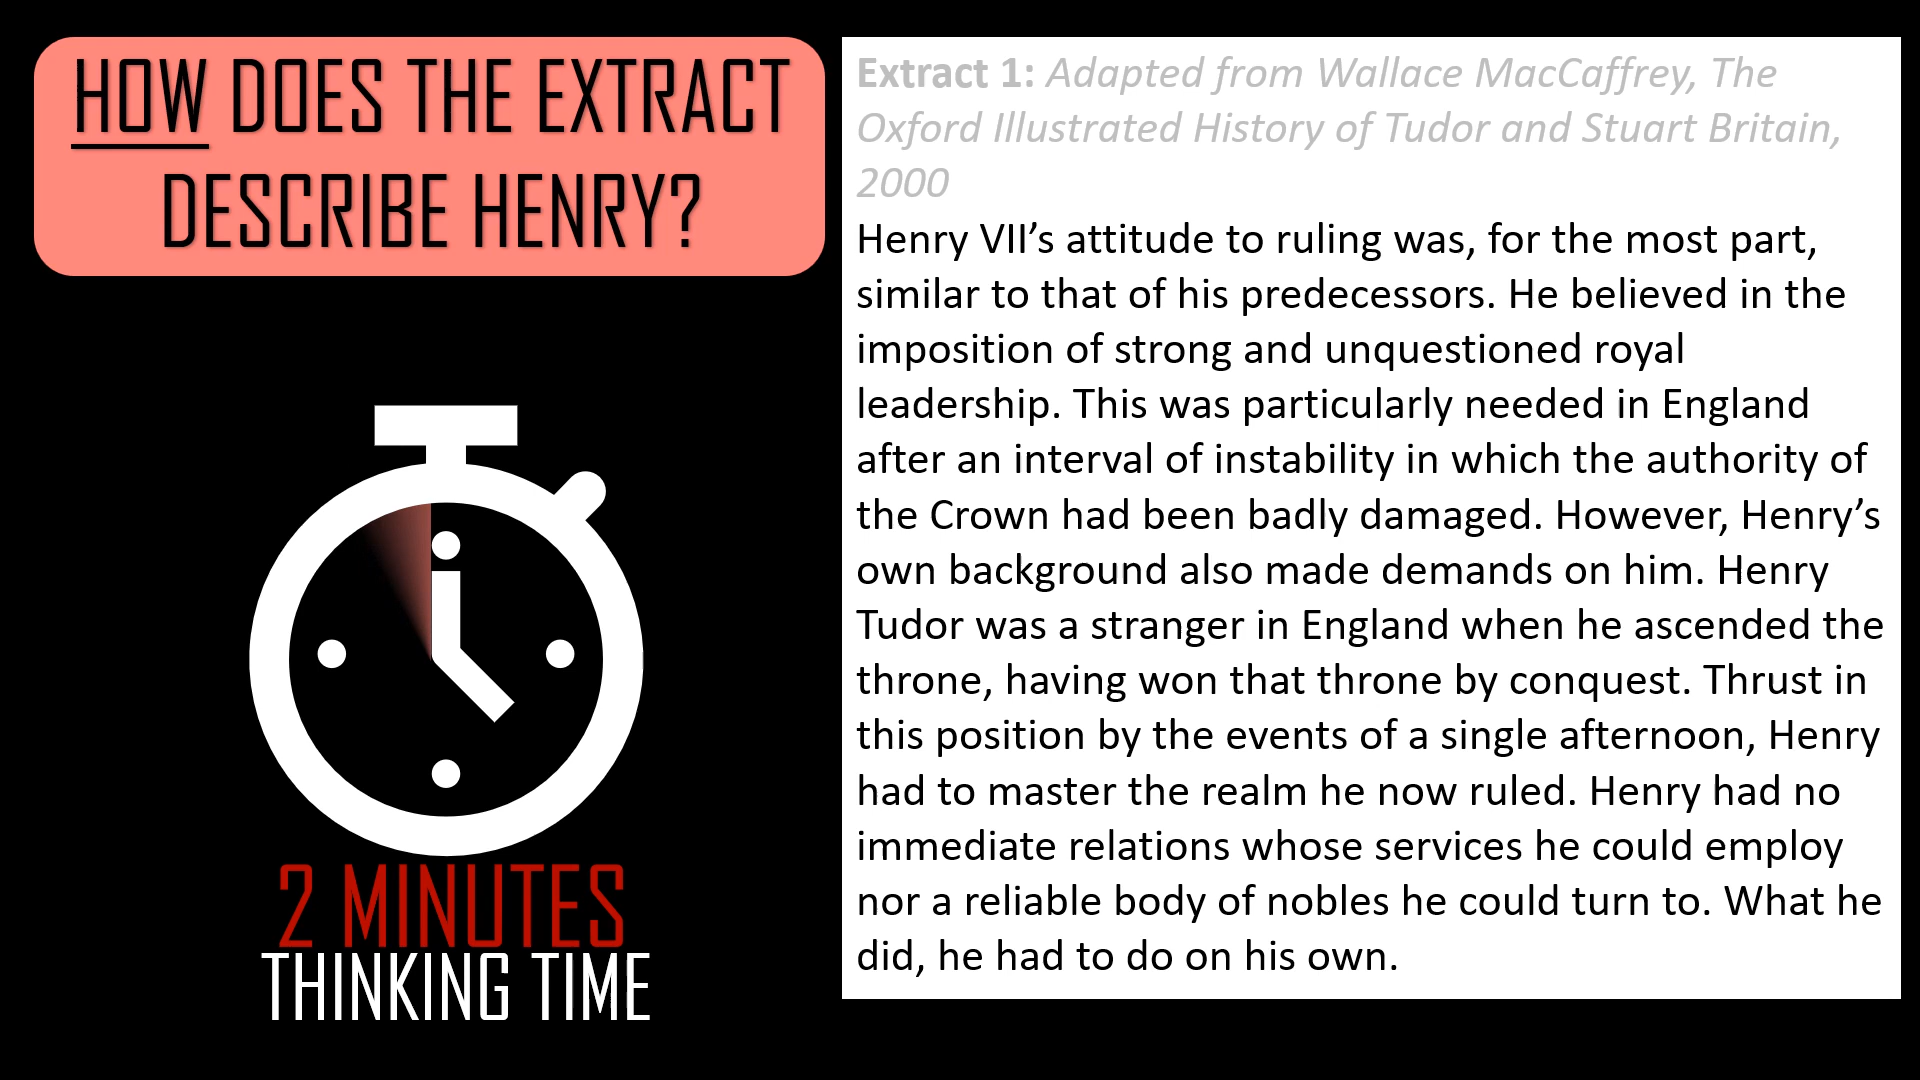 HOW DOES THE EXTRACT
DESCRIBE HENRY?
2 MINUTES
THINKING TIME
Extract 1: Adapted from Wallace MacCaffrey, The
Oxford Illustrated History of Tudor and Stuart Britain,
2000
Henry VII’s attitude to ruling was, for the most part,
similar to that of his predecessors. He believed in the
imposition of strong and unquestioned royal
leadership. This was particularly needed in England
after an interval of instability in which the authority of
the Crown had been badly damaged. However, Henry’s
own background also made demands on him. Henry
Tudor was a stranger in England when he ascended the
throne, having won that throne by conquest. Thrust in
this position by the events of a single afternoon, Henry
had to master the realm he now ruled. Henry had no
immediate relations whose services he could employ
nor a reliable body of nobles he could turn to. What he
did, he had to do on his own.